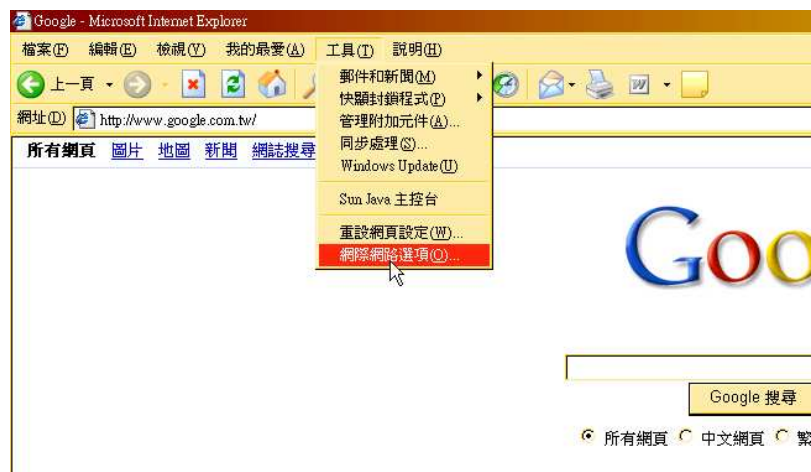 Google - Microsoft Internet Explorer
檔案(F) 編輯(E) 檢視(V) 我的最愛(A) 工具(T) 說明(H)
上一頁
網址(D) http://www.google.com.tw/
郵件和新聞(M)
快顯封鎖程式(P)
管理附加元件(A)...
同步處理(S)...
Windows Update(U)
Sun Java 主控台
重設網頁設定(W)...
網際網路選項(O)...
所有網頁 圖片 地圖 新聞 網誌搜尋
Goo
Google 搜尋
所有網頁 中文網頁 繁